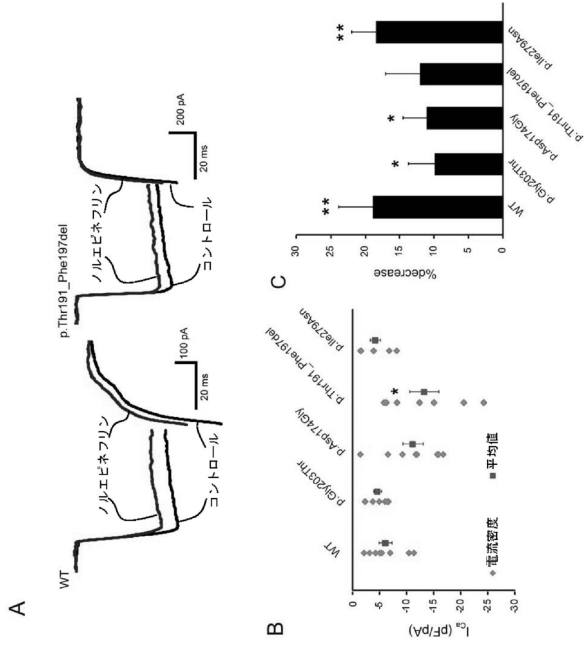 A
WT
ノルエピネフリン
コントロール
100 pA
20 ms
p.Thr191_Phe197del
ノルエピネフリン
コントロール
200 pA
20 ms
B
WT
p.Gly203Thr
p.Asp174Gly
p.Thr191_Phe197del
p.Ile279Asn
*
0
-5
-10
-15
-20
-25
-30
I_Ca (pF/pA)
電流密度
平均値
C
30
25
20
15
10
5
0
%decrease
**
*
*
**
WT
p.Gly203Thr
p.Asp174Gly
p.Thr191_Phe197del
p.Ile279Asn